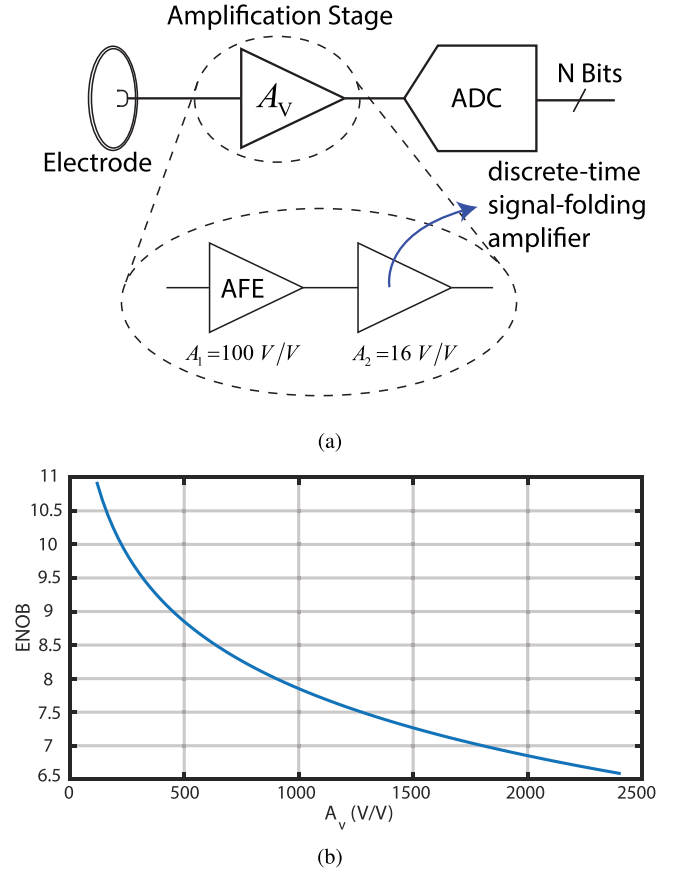 Amplification Stage
A_V
ADC
N Bits
Electrode
discrete-time
signal-folding
amplifier
AFE
A_1 =100 V/V
A_2 =16 V/V
(a)
11
10.5
10
9.5
9
8.5
8
7.5
7
6.5
ENOB
0 500 1000 1500 2000 2500
A_v (V/V)
(b)